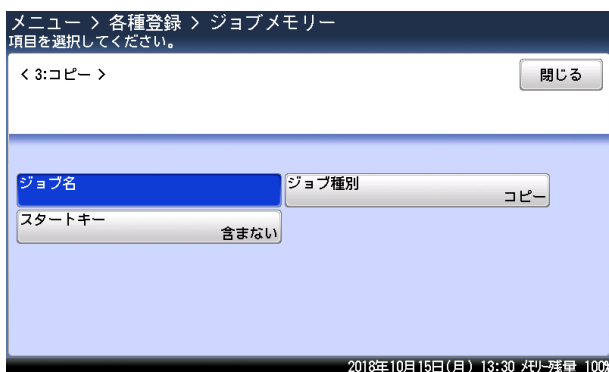 メニュー > 各種登録 > ジョブメモリー
項目を選択してください。
< 3:コピー >
閉じる
ジョブ名
ジョブ種別
コピー
スタートキー
含まない
2018年10月15日(月) 13:30 メモリー残量 100%